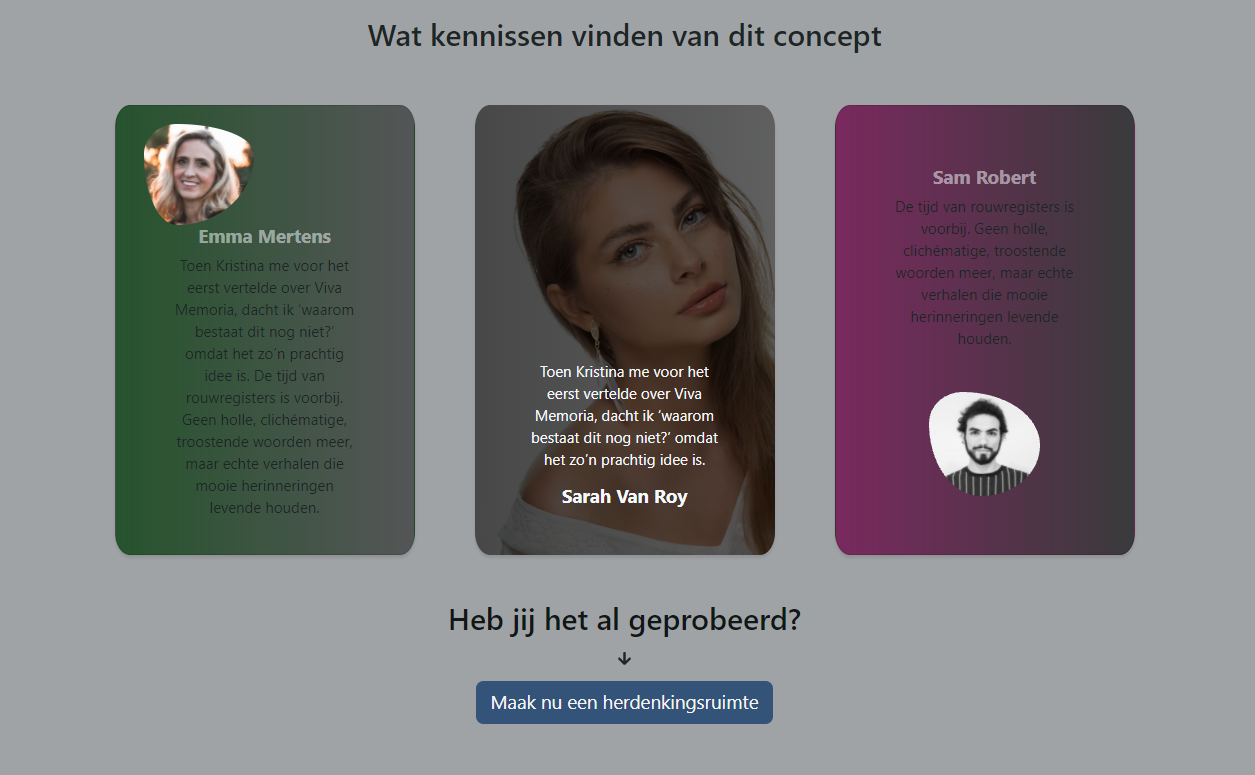 Wat kennissen vinden van dit concept
Emma Mertens
Toen Kristina me voor het
eerst vertelde over Viva
Memoria, dacht ik ‘waarom
bestaat dit nog niet?’
omdat het zo’n prachtig
idee is. De tijd van
rouwregisters is voorbij.
Geen holle, clichématige,
troostende woorden meer,
maar echte verhalen die
mooie herinneringen
levende houden.
Toen Kristina me voor het
eerst vertelde over Viva
Memoria, dacht ik ‘waarom
bestaat dit nog niet?’ omdat
het zo’n prachtig idee is.
Sarah Van Roy
Sam Robert
De tijd van rouwregisters is
voorbij. Geen holle,
clichématige, troostende
woorden meer, maar echte
verhalen die mooie
herinneringen levende
houden.
Heb jij het al geprobeerd?
Maak nu een herdenkingsruimte